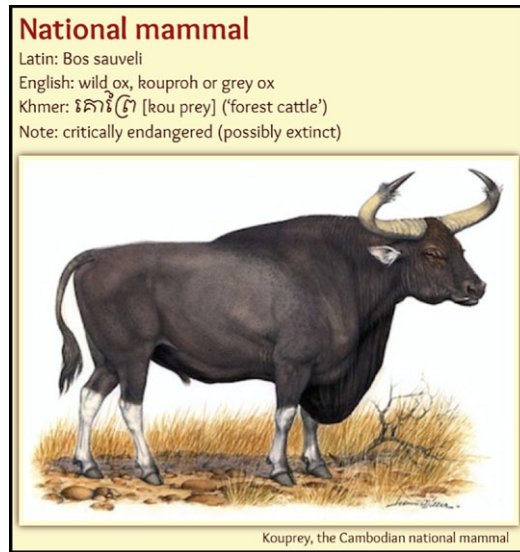 National mammal
Latin: Bos sauveli
English: wild ox, kouproh or grey ox
Khmer: គោព្រៃ [kou prey] (‘forest cattle’)
Note: critically endangered (possibly extinct)
Kouprey, the Cambodian national mammal